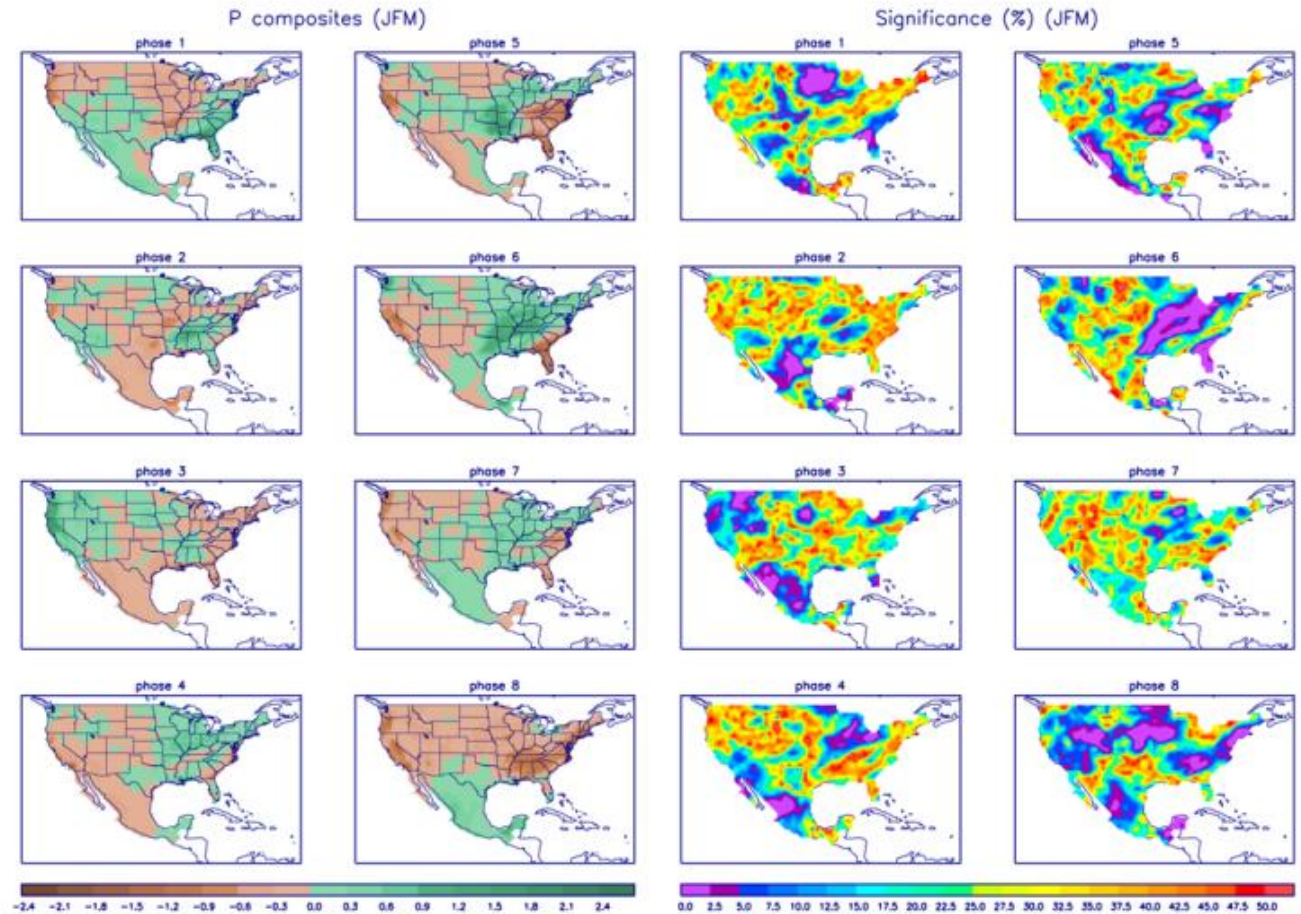 P composites (JFM)
Significance (%) (JFM)
phase 1
phase 5
phase 1
phase 5
phase 2
phase 6
phase 2
phase 6
phase 3
phase 7
phase 3
phase 7
phase 4
phase 8
phase 4
phase 8
-2.4 -2.1 -1.8 -1.5 -1.2 -0.9 -0.6 -0.3 0.0 0.3 0.6 0.9 1.2 1.5 1.8 2.1 2.4
0.0 2.5 5.0 7.5 10.0 12.5 15.0 17.5 20.0 22.5 25.0 27.5 30.0 32.5 35.0 37.5 40.0 42.5 45.0 47.5 50.0